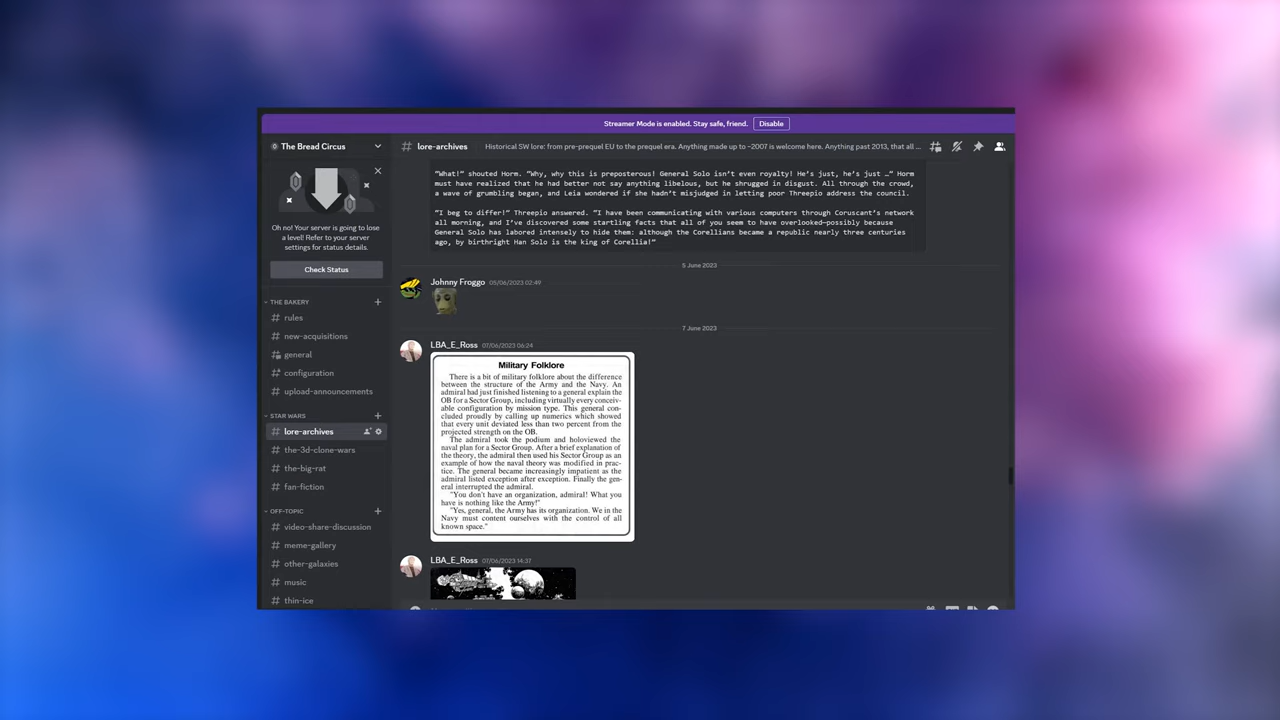 Streamer Mode is enabled. Stay safe, friend.
Disable
The Bread Circus
Oh no! Your server is going to lose
a level! Refer to your server
settings for status details.
Check Status
THE BAKERY
rules
new-acquisitions
general
configuration
upload-announcements
STAR WARS
lore-archives
the-3d-clone-wars
the-big-rat
fan-fiction
OFF-TOPIC
video-share-discussion
meme-gallery
other-galaxies
music
thin-ice
lore-archives
Historical SW lore: from pre-prequel EU to the prequel era. Anything made up to ~2007 is welcome here. Anything past 2013, that all ...
"What!" shouted Horm. "Why, why this is preposterous! General Solo isn't even royalty! He's just, he's just …" Horm
must have realized that he had better not say anything libelous, but he shrugged in disgust. All through the crowd,
a wave of grumbling began, and Leia wondered if she hadn't misjudged in letting poor Threepio address the council.
"I beg to differ!" Threepio answered. "I have been communicating with various computers through Coruscant's network
all morning, and I've discovered some startling facts that all of you seem to have overlooked—possibly because
General Solo has labored intensely to hide them: although the Corellians became a republic nearly three centuries
ago, by birthright Han Solo is the king of Corellia!"
5 June 2023
Johnny Froggo 05/06/2023 02:49
7 June 2023
LBA_E_Ross 07/06/2023 06:24
Military Folklore
There is a bit of military folklore about the difference
between the structure of the Army and the Navy. An
admiral had just finished listening to a general explain the
OB for a Sector Group, including virtually every conceiv-
able configuration by mission type. This general con-
cluded proudly by calling up numerics which showed
that every unit deviated less than two percent from the
projected strength on the OB.
The admiral took the podium and holoviewed the
naval plan for a Sector Group. After a brief explanation of
the theory, the admiral then used his Sector Group as an
example of how the naval theory was modified in prac-
tice. The general became increasingly impatient as the
admiral listed exception after exception. Finally the gen-
eral interrupted the admiral.
"You don't have an organization, admiral! What you
have is nothing like the Army!"
"Yes, general, the Army has its organization. We in the
Navy must content ourselves with the control of all
known space."
LBA_E_Ross 07/06/2023 14:37